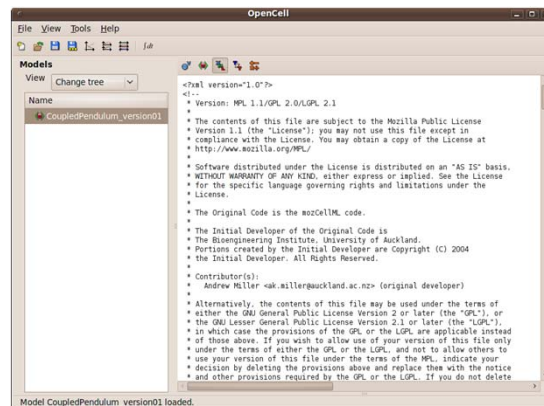 OpenCell
File View Tools Help
∫dt
Models
View Change tree
Name
CoupledPendulum_version01
<?xml version="1.0"?>
<!--
* Version: MPL 1.1/GPL 2.0/LGPL 2.1
*
* The contents of this file are subject to the Mozilla Public License
* Version 1.1 (the "License"); you may not use this file except in
* compliance with the License. You may obtain a copy of the License at
* http://www.mozilla.org/MPL/
*
* Software distributed under the License is distributed on an "AS IS" basis,
* WITHOUT WARRANTY OF ANY KIND, either express or implied. See the License
* for the specific language governing rights and limitations under the
* License.
*
* The Original Code is the mozCellML code.
*
* The Initial Developer of the Original Code is
* The Bioengineering Institute, University of Auckland.
* Portions created by the Initial Developer are Copyright (C) 2004
* the Initial Developer. All Rights Reserved.
*
* Contributor(s):
* Andrew Miller <ak.miller@auckland.ac.nz> (original developer)
*
* Alternatively, the contents of this file may be used under the terms of
* either the GNU General Public License Version 2 or later (the "GPL"), or
* the GNU Lesser General Public License Version 2.1 or later (the "LGPL"),
* in which case the provisions of the GPL or the LGPL are applicable instead
* of those above. If you wish to allow use of your version of this file only
* under the terms of either the GPL or the LGPL, and not to allow others to
* use your version of this file under the terms of the MPL, indicate your
* decision by deleting the provisions above and replace them with the notice
* and other provisions required by the GPL or the LGPL. If you do not delete
Model CoupledPendulum_version01 loaded.